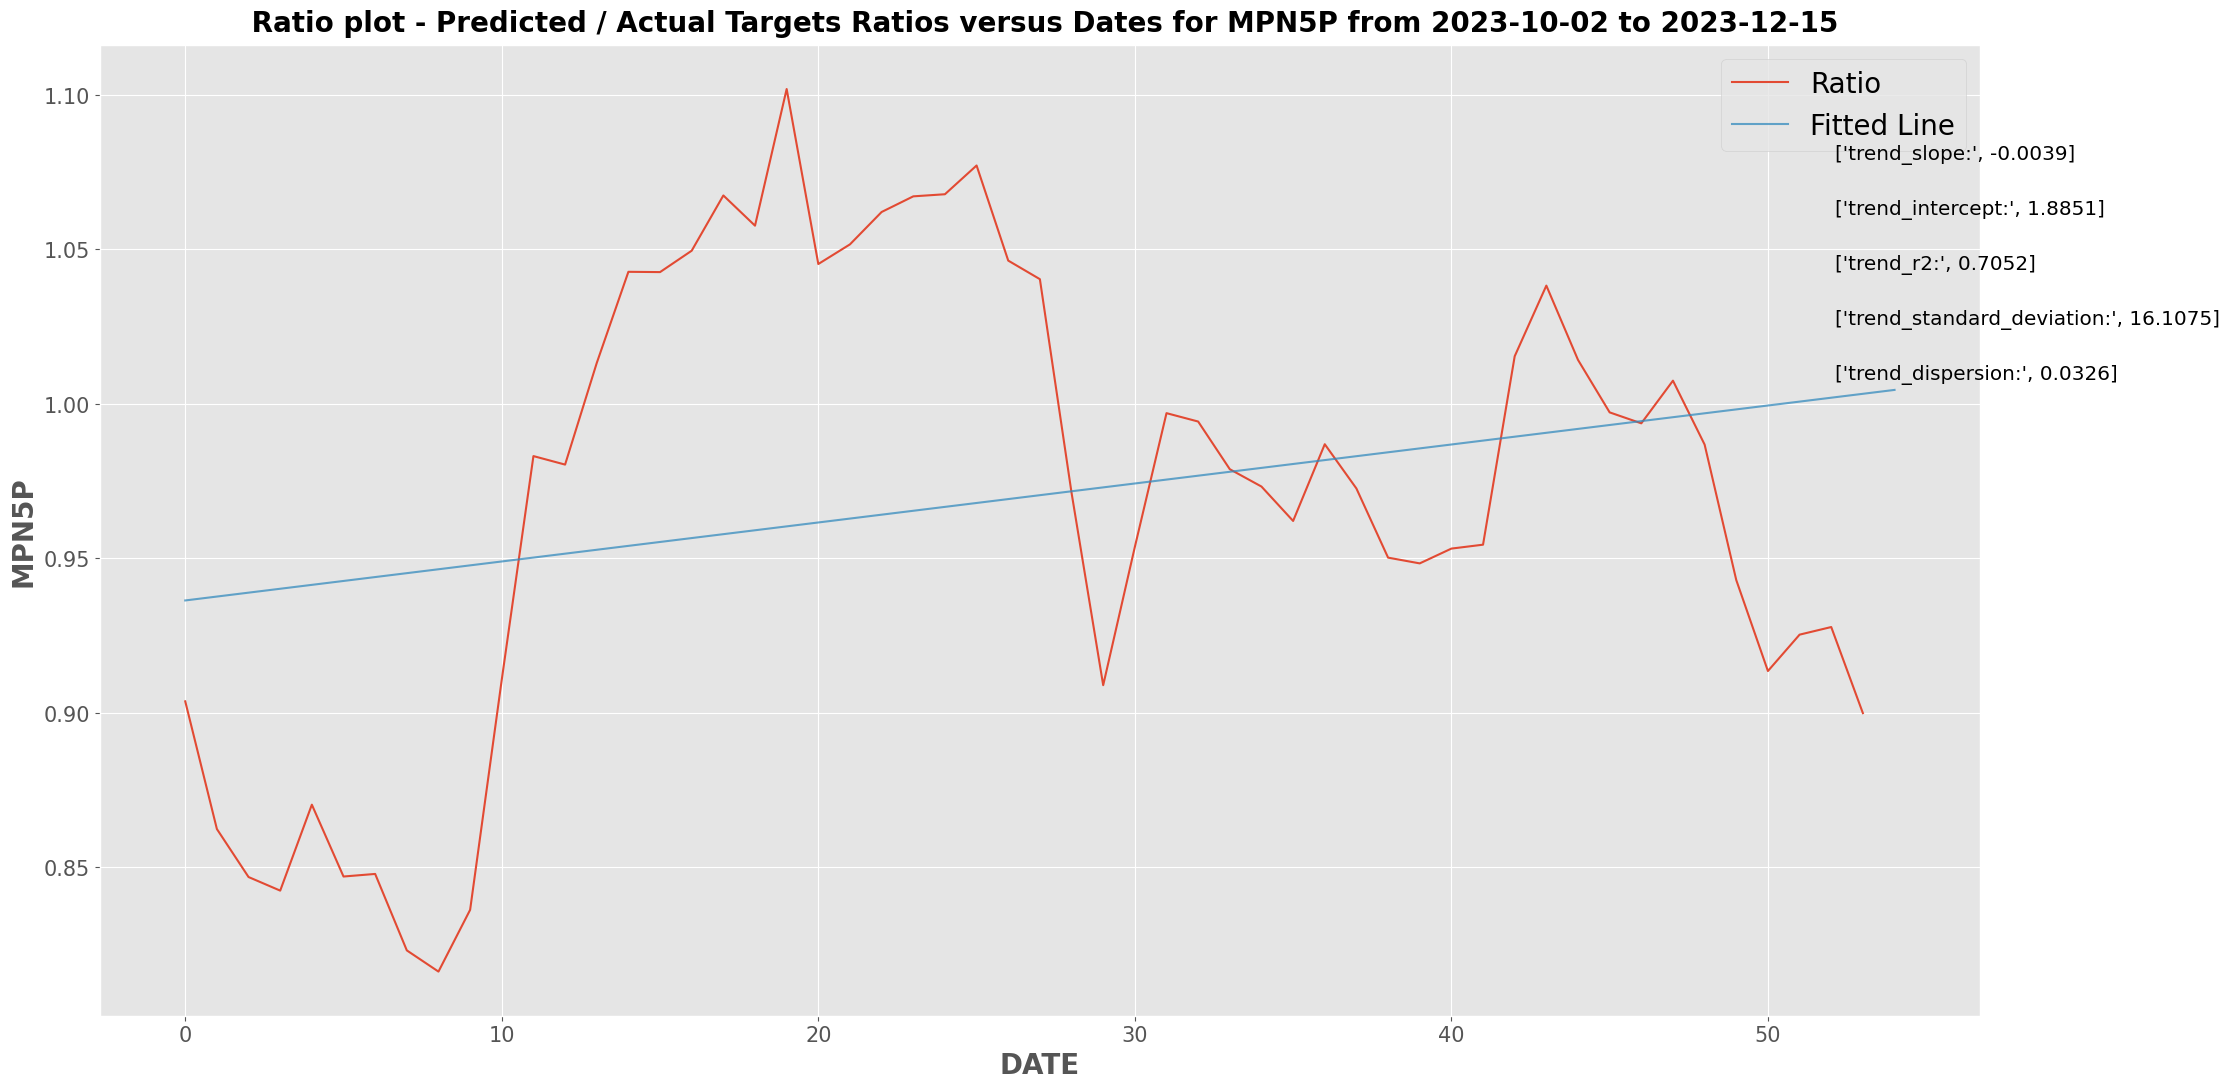 Ratio plot - Predicted / Actual Targets Ratios versus Dates for MPN5P from 2023-10-02 to 2023-12-15
Ratio
Fitted Line
['trend_slope:', -0.0039]
['trend_intercept:', 1.8851]
['trend_r2:', 0.7052]
['trend_standard_deviation:', 16.1075]
['trend_dispersion:', 0.0326]
MPN5P
1.10
1.05
1.00
0.95
0.90
0.85
0 10 20 30 40 50
DATE